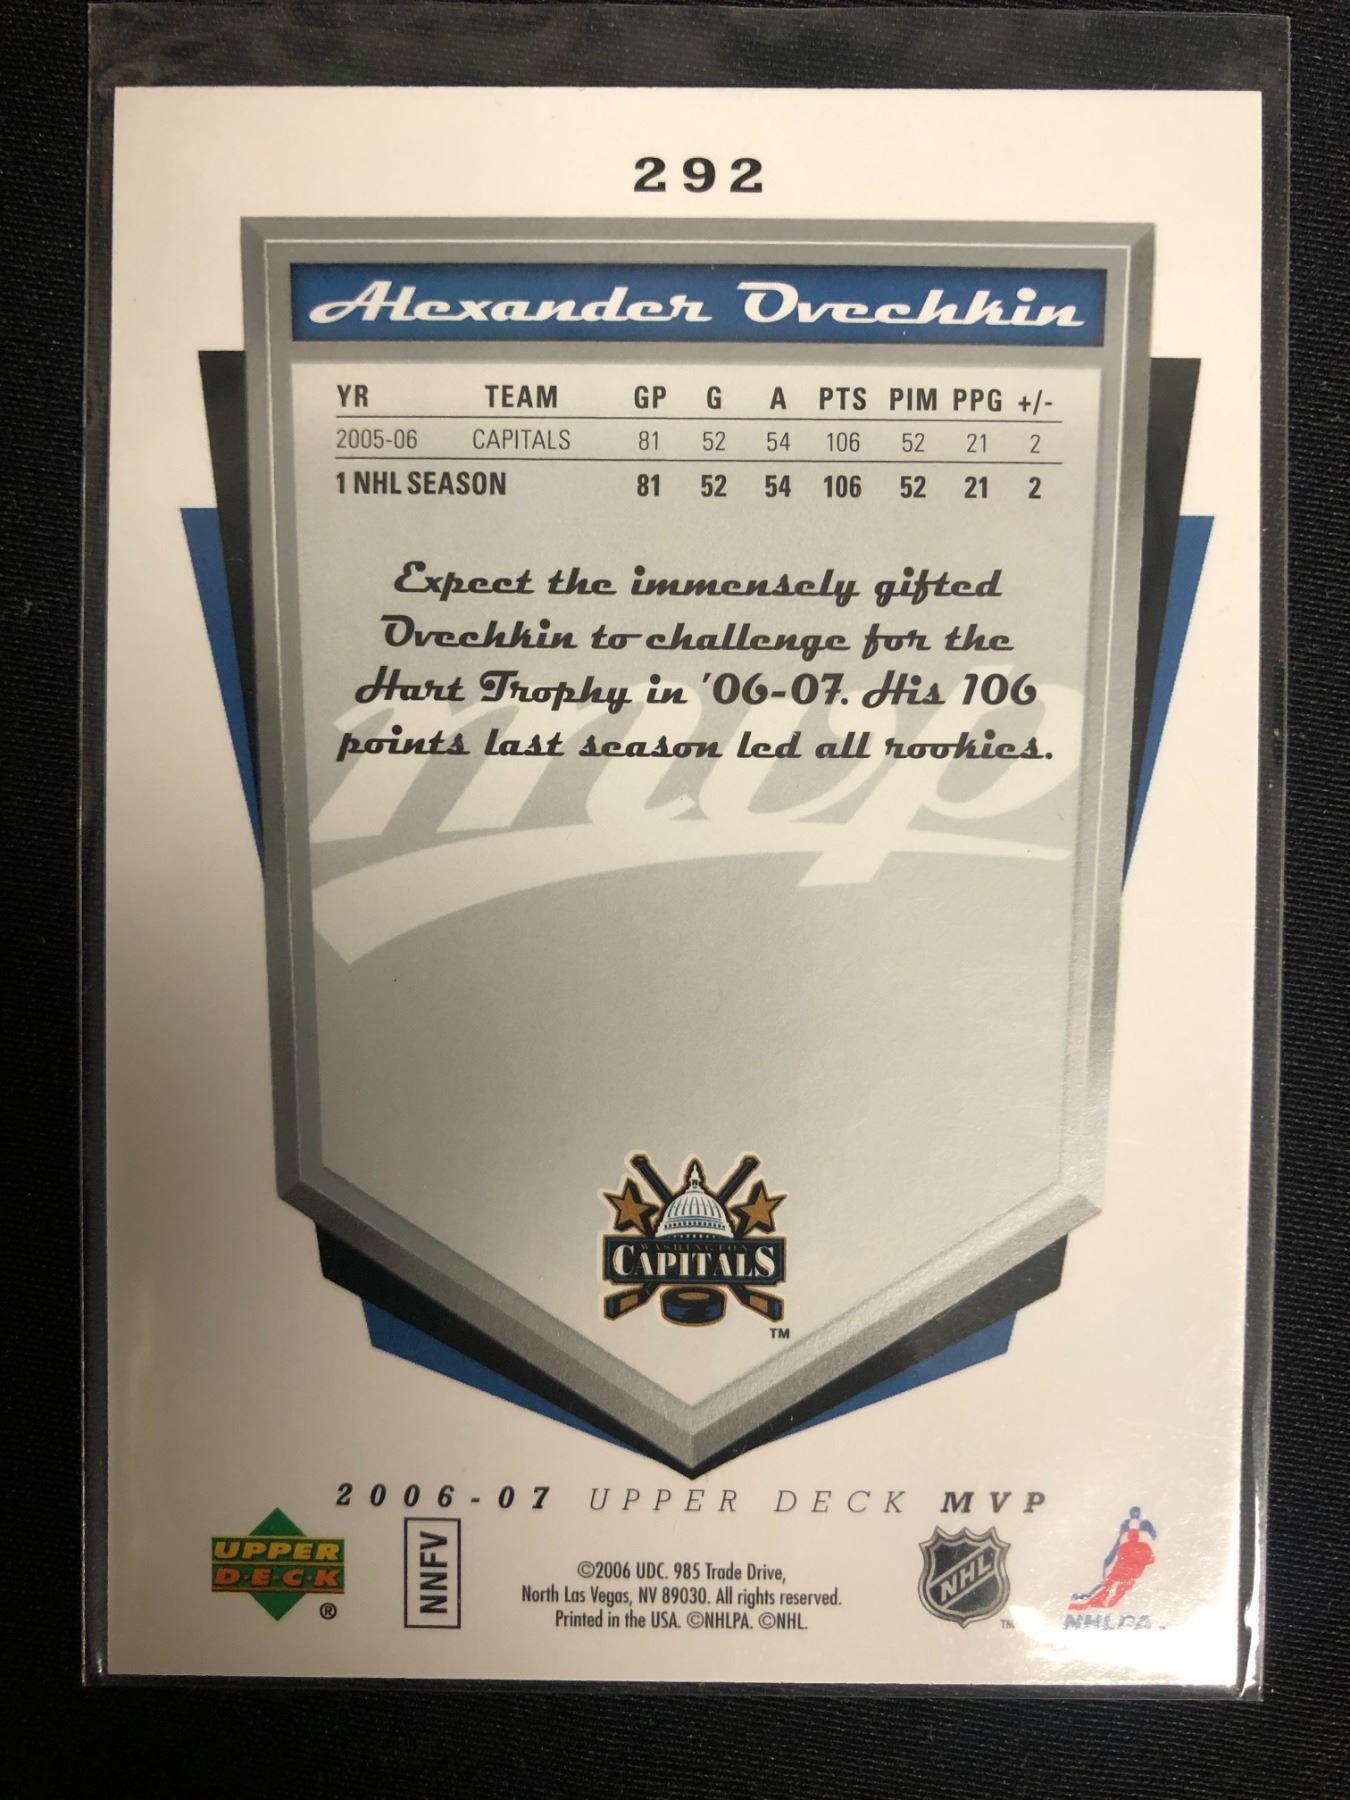 292
Alexander Ovechkin
YR TEAM GP G A PTS PIM PPG +/-
2005-06 CAPITALS 81 52 54 106 52 21 2
1 NHL SEASON 81 52 54 106 52 21 2
Expect the immensely gifted
Ovechkin to challenge for the
Hart Trophy in '06-07. His 106
points last season led all rookies.
mvp
WASHINGTON
CAPITALS
TM
2006-07 UPPER DECK MVP
UPPER
D·E·C·K
®
NNFV
©2006 UDC. 985 Trade Drive,
North Las Vegas, NV 89030. All rights reserved.
Printed in the USA. ©NHLPA. ©NHL.
NHL
TM
NHLPA